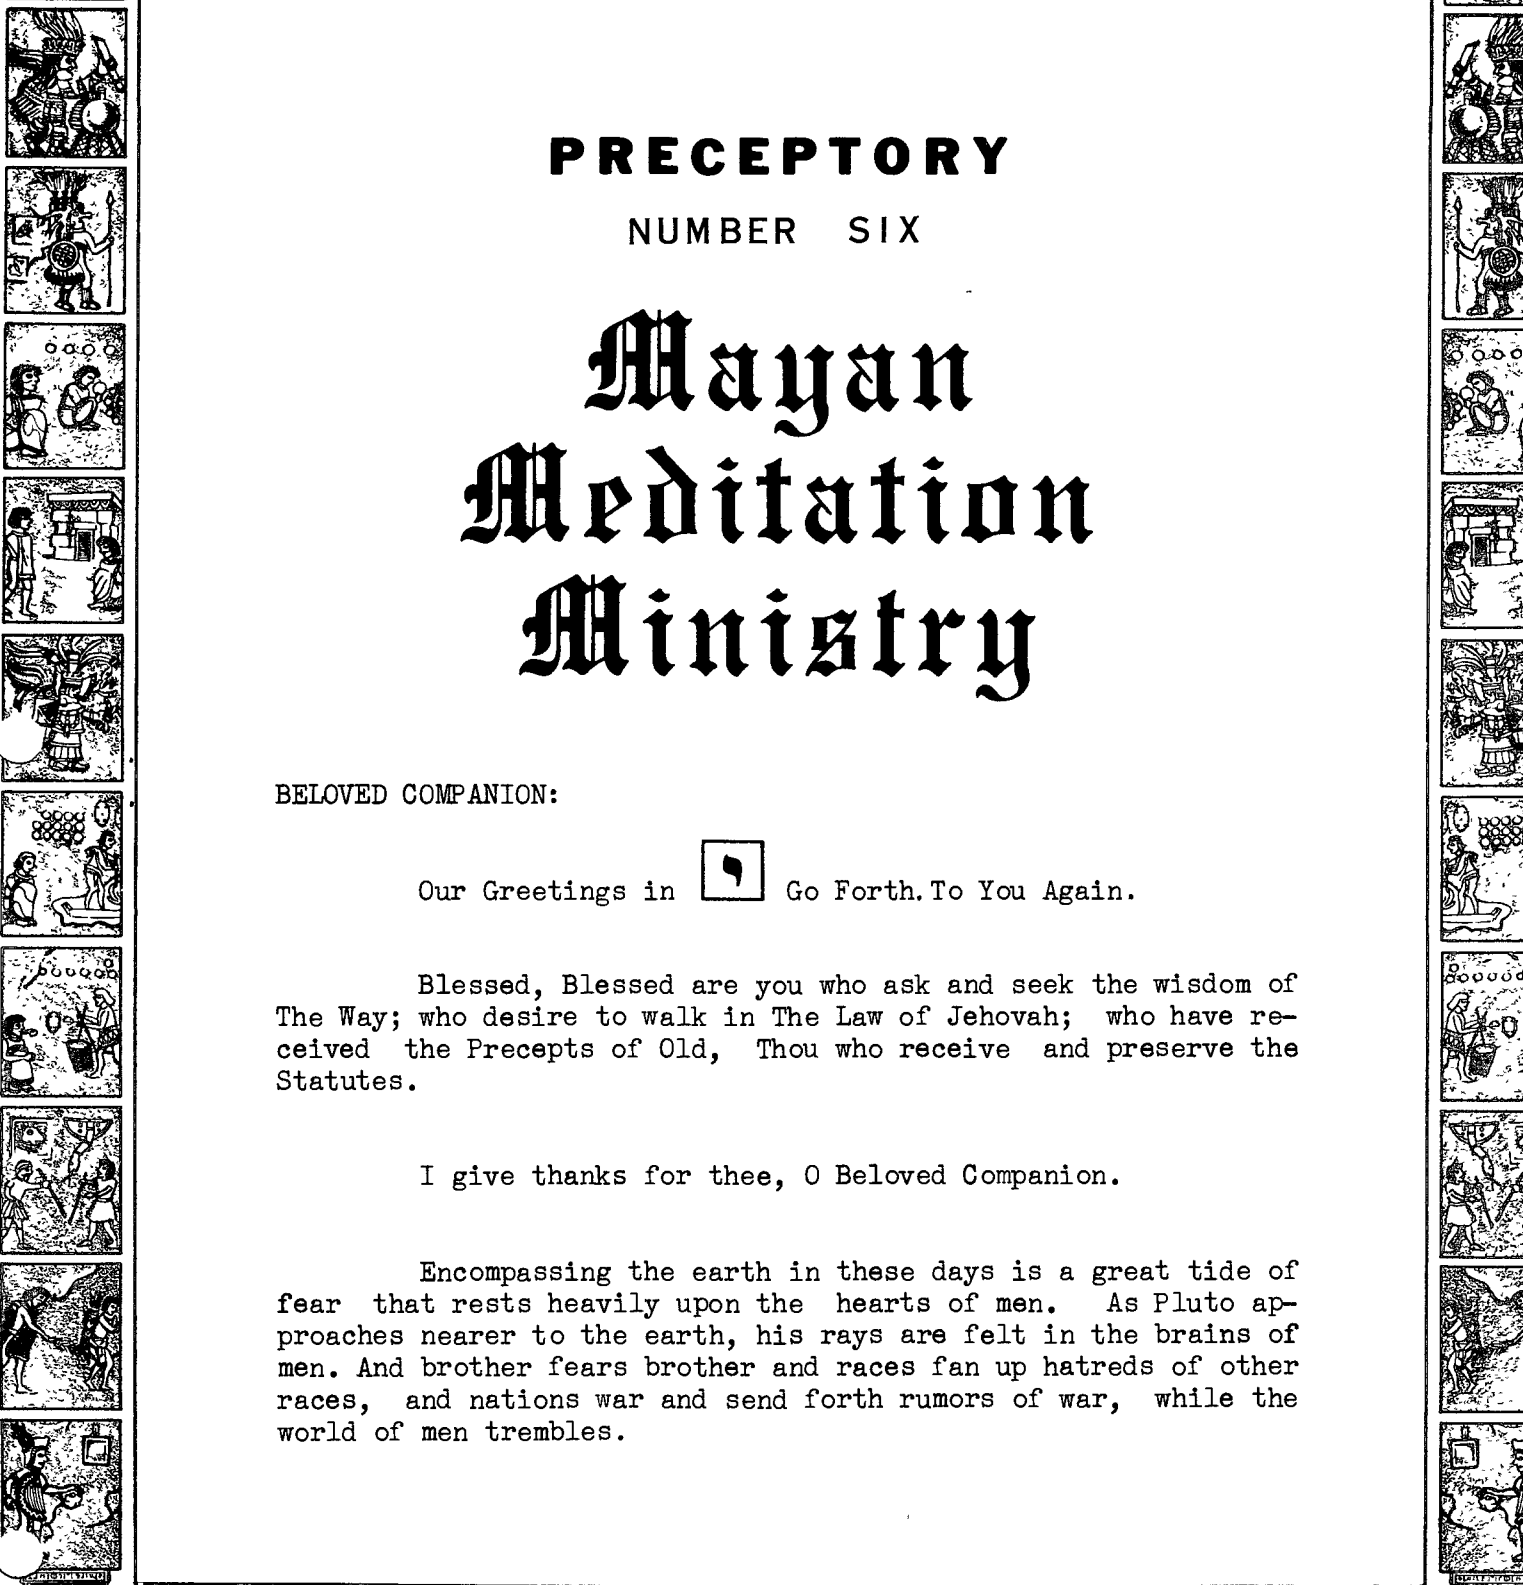 PRECEPTORY
NUMBER SIX
Mayan
Meditation
Ministry
BELOVED COMPANION:
Our Greetings in י Go Forth. To You Again.
Blessed, Blessed are you who ask and seek the wisdom of
The Way; who desire to walk in The Law of Jehovah; who have re-
ceived the Precepts of Old, Thou who receive and preserve the
Statutes.
I give thanks for thee, O Beloved Companion.
Encompassing the earth in these days is a great tide of
fear that rests heavily upon the hearts of men. As Pluto ap-
proaches nearer to the earth, his rays are felt in the brains of
men. And brother fears brother and races fan up hatreds of other
races, and nations war and send forth rumors of war, while the
world of men trembles.